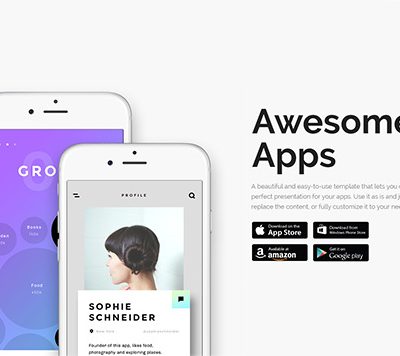 GRO
Books
Food
PROFILE
SOPHIE
SCHNEIDER
New York
Founder of this app, likes food,
photography and exploring places.
Awesome
Apps
A beautiful and easy-to-use template that lets you
perfect presentation for your apps. Use it as is and
replace the content, or fully customize it to your
Download on the
App Store
Download from
Windows Phone Store
Available at
amazon
Get it on
Google play